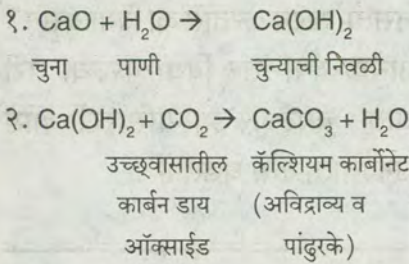 १. CaO + H₂O → Ca(OH)₂
चुना पाणी चुन्याची निवळी
२. Ca(OH)₂ + CO₂ → CaCO₃ + H₂O
उच्छ्वासातील कॅल्शियम कार्बोनेट
कार्बन डाय (अविद्राव्य व
ऑक्साईड पांढुरके)